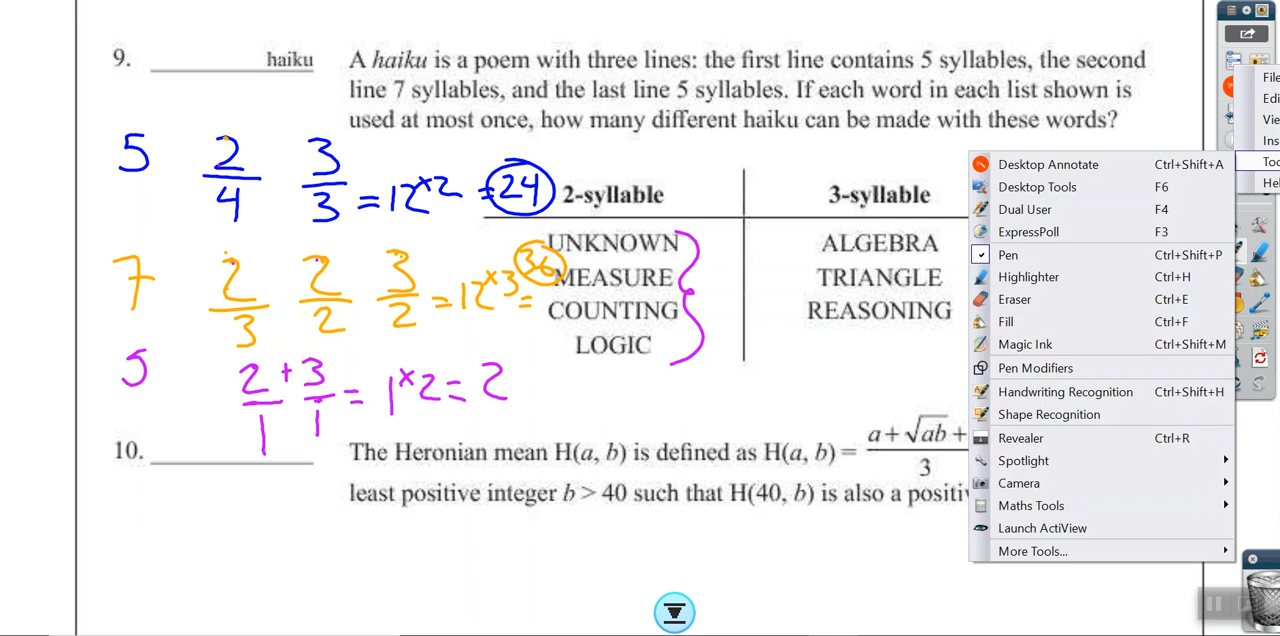 9. ________ haiku A haiku is a poem with three lines: the first line contains 5 syllables, the second
line 7 syllables, and the last line 5 syllables. If each word in each list shown is
used at most once, how many different haiku can be made with these words?
5 2/4 3/3 = 12 ×2 = 24
2-syllable 3-syllable
UNKNOWN ALGEBRA
MEASURE TRIANGLE
COUNTING REASONING
LOGIC
7 2/3 2/2 3/2 = 12 ×3 = 36
5 2/1 + 3/1 = 1 ×2 = 2
10. ________ The Heronian mean H(a, b) is defined as H(a, b) = a + √ab + / 3
least positive integer b > 40 such that H(40, b) is also a positiv
File
Edi
Vie
Ins
Too
Hel
Desktop Annotate Ctrl+Shift+A
Desktop Tools F6
Dual User F4
ExpressPoll F3
Pen Ctrl+Shift+P
Highlighter Ctrl+H
Eraser Ctrl+E
Fill Ctrl+F
Magic Ink Ctrl+Shift+M
Pen Modifiers
Handwriting Recognition Ctrl+Shift+H
Shape Recognition
Revealer Ctrl+R
Spotlight
Camera
Maths Tools
Launch ActiView
More Tools...